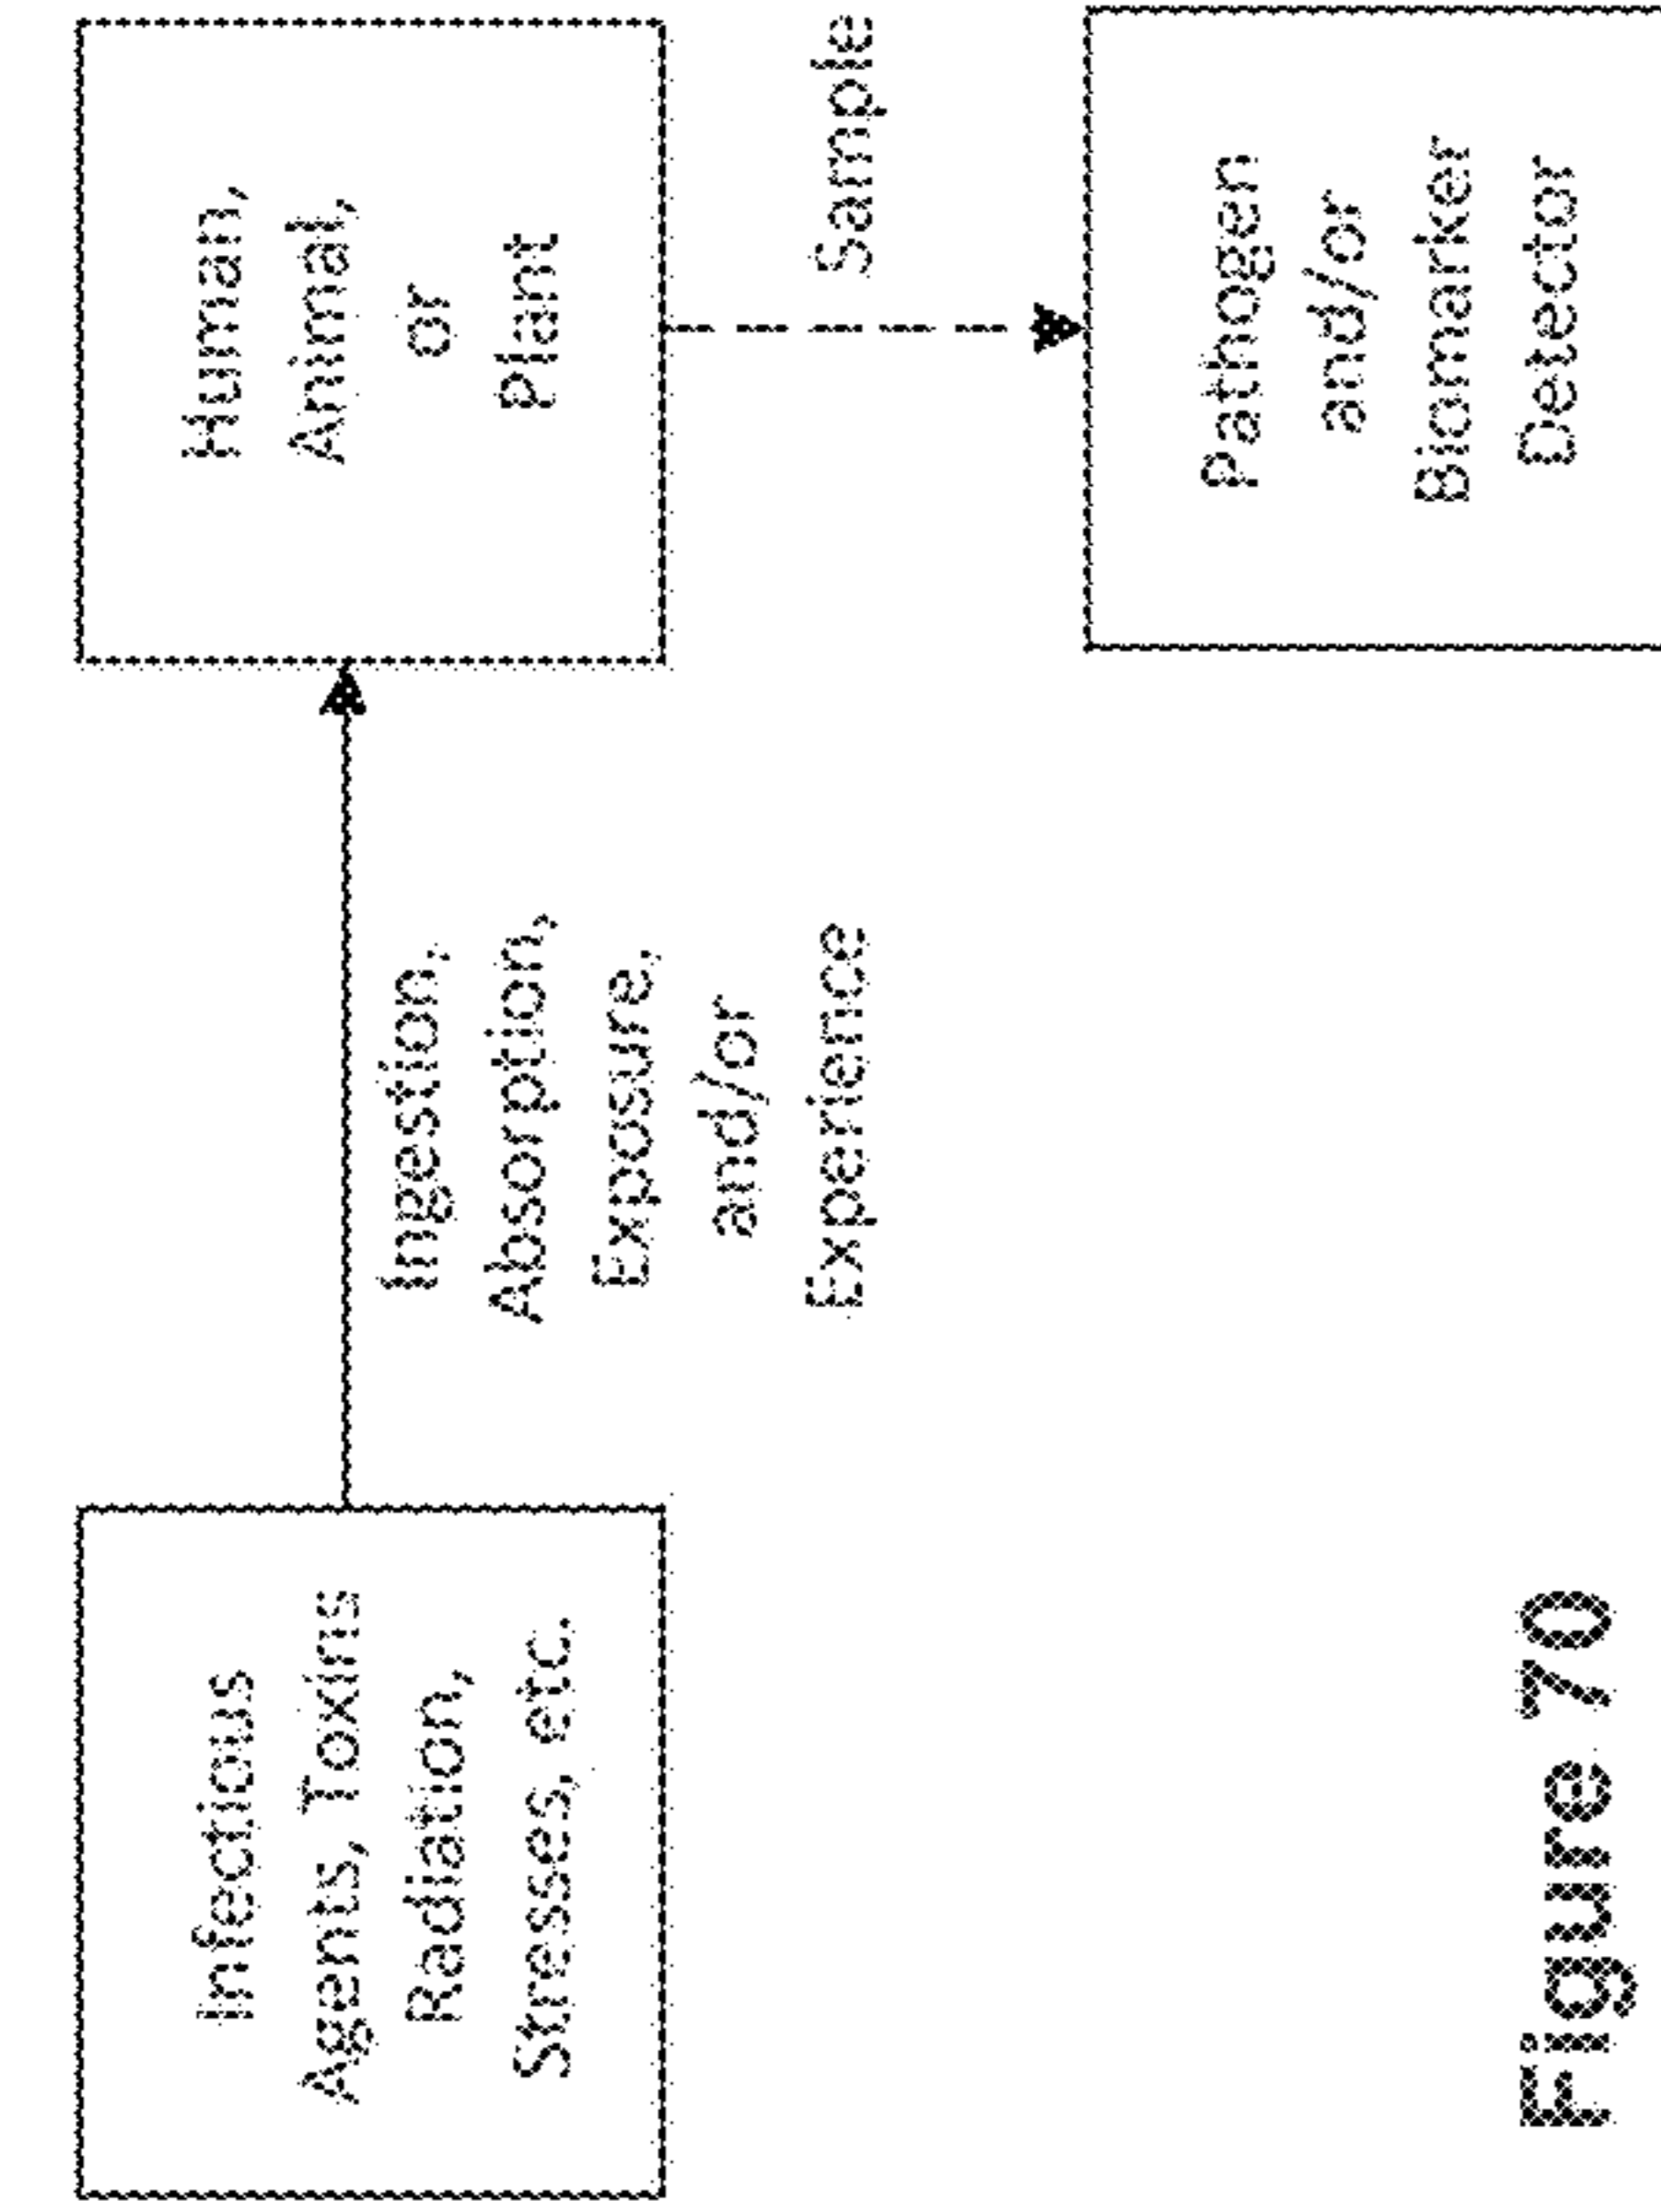 Infectious
Agents, Toxins
Radiation,
Stresses, etc.
Ingestion,
Absorption,
Exposure,
and/or
Experience
Human,
Animal,
or
Plant
Sample
Pathogen
and/or
Biomarker
Detector
Figure 70